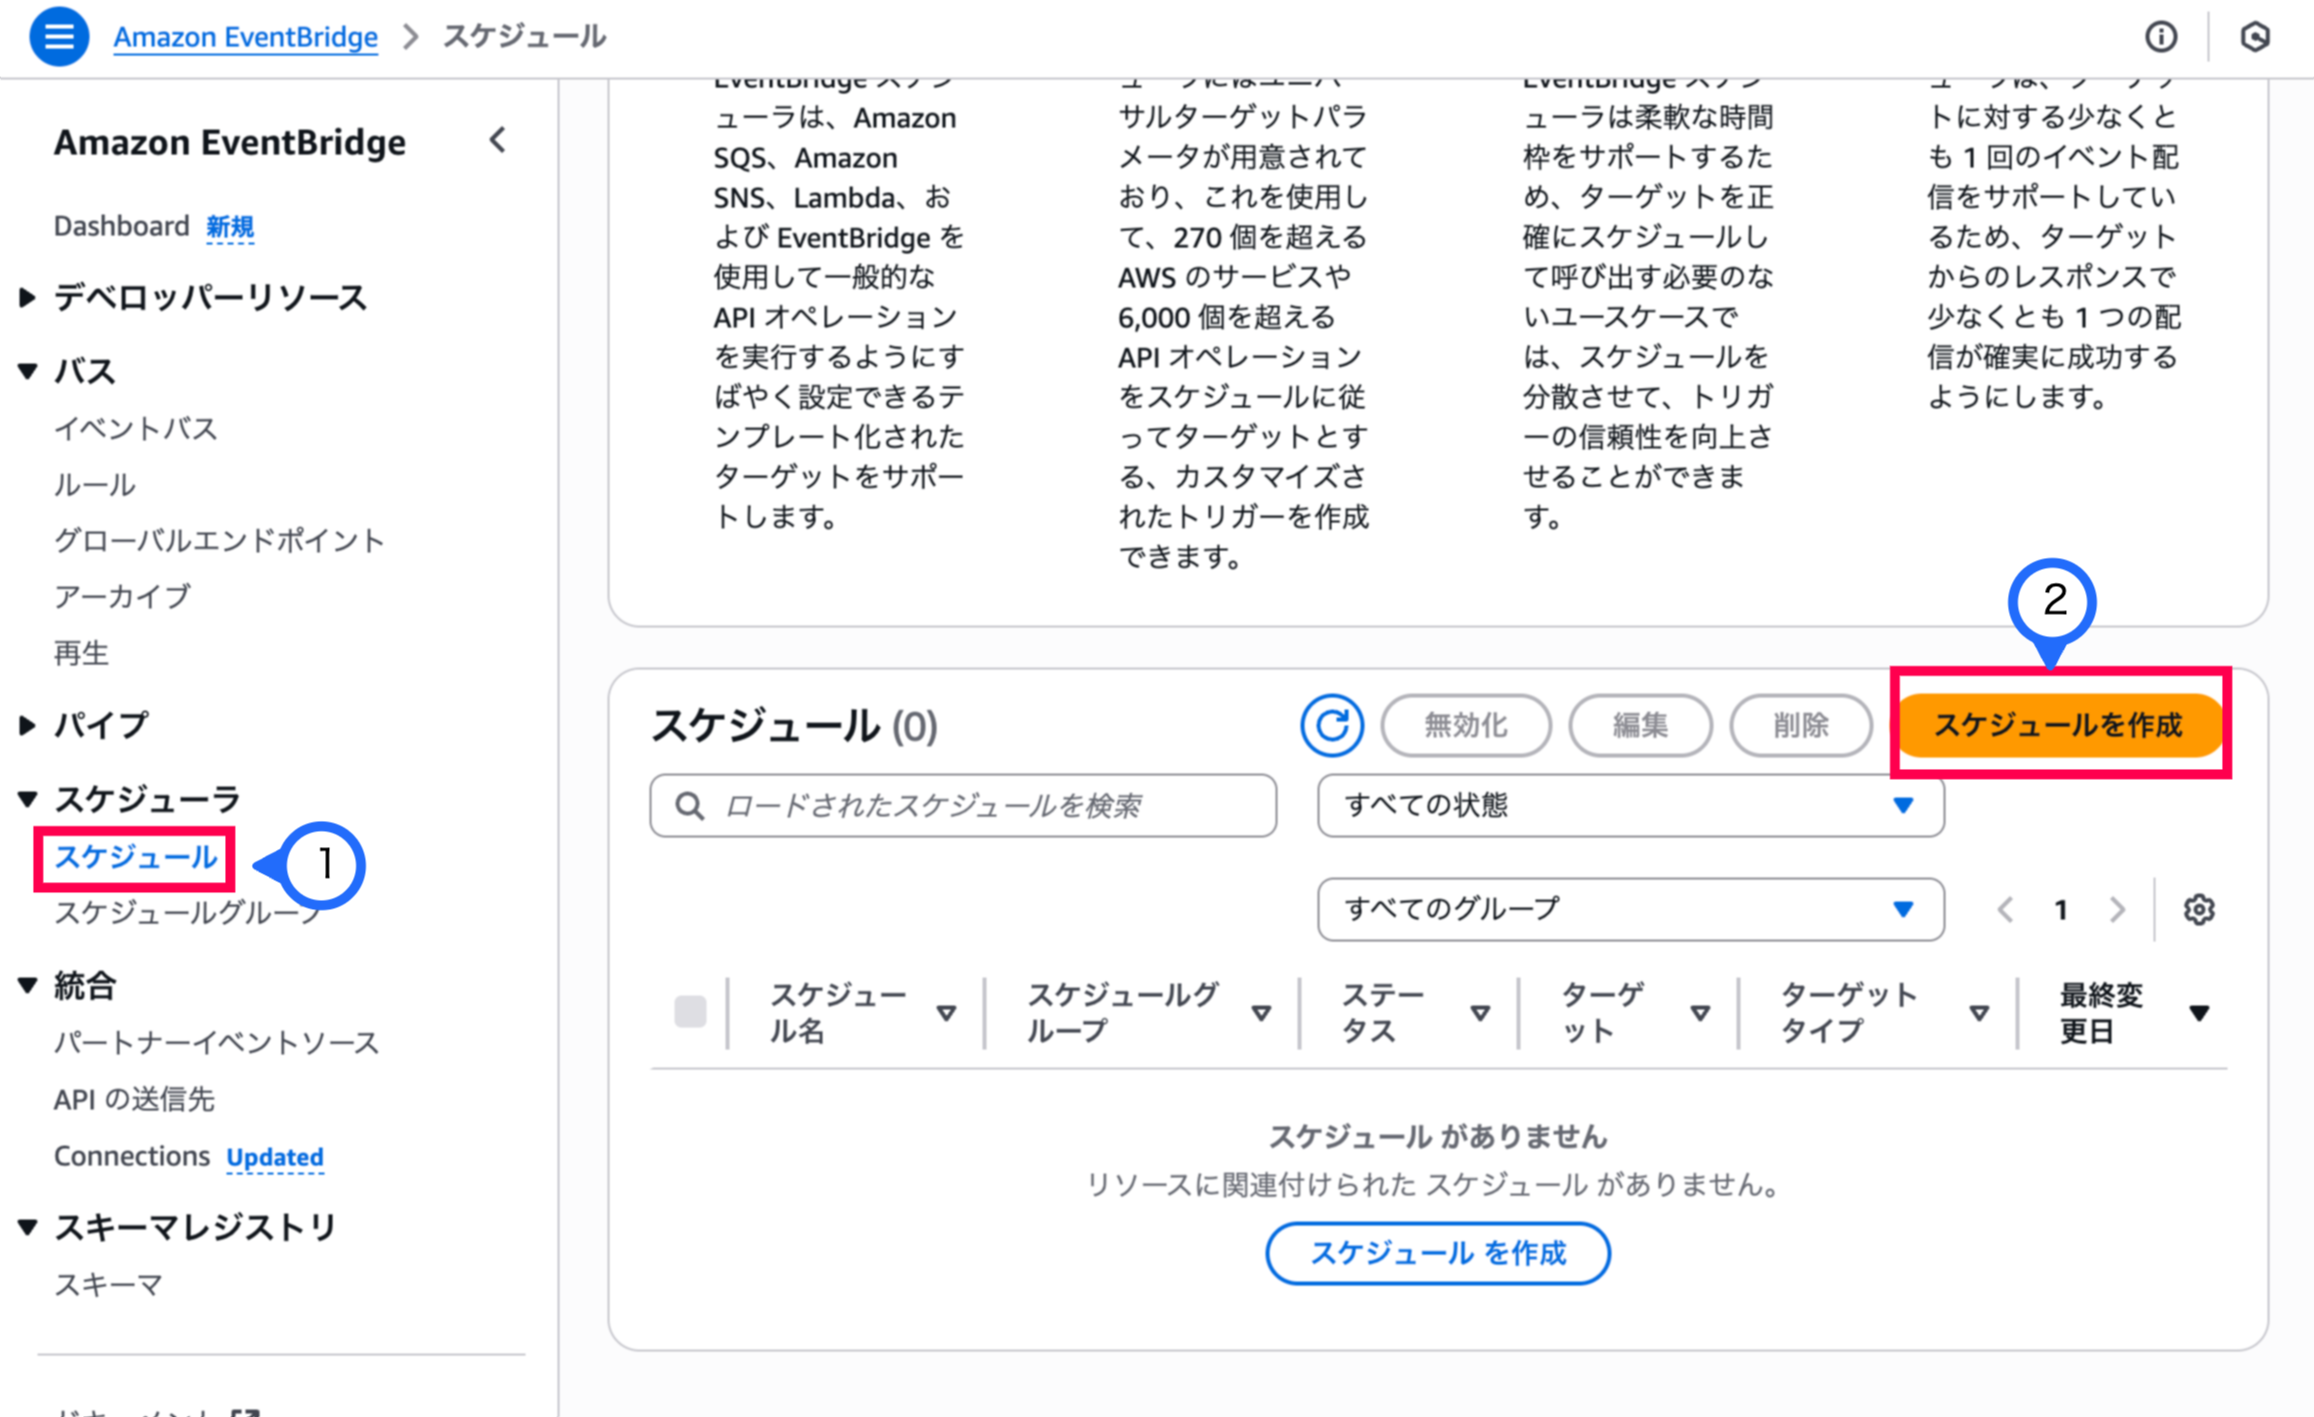 Amazon EventBridge
スケジュール
Amazon EventBridge
Dashboard 新規
デベロッパーリソース
バス
イベントバス
ルール
グローバルエンドポイント
アーカイブ
再生
パイプ
スケジューラ
スケジュール
1
スケジュールグループ
統合
パートナーイベントソース
API の送信先
Connections Updated
スキーマレジストリ
スキーマ
EventBridge スケジ
ューラは、Amazon
SQS、Amazon
SNS、Lambda、お
よび EventBridge を
使用して一般的な
API オペレーション
を実行するようにす
ばやく設定できるテ
ンプレート化された
ターゲットをサポー
トします。
サルターゲットパラ
メータが用意されて
おり、これを使用し
て、270 個を超える
AWS のサービスや
6,000 個を超える
API オペレーション
をスケジュールに従
ってターゲットとす
る、カスタマイズさ
れたトリガーを作成
できます。
EventBridge スケジ
ューラは柔軟な時間
枠をサポートするた
め、ターゲットを正
確にスケジュールし
て呼び出す必要のな
いユースケースで
は、スケジュールを
分散させて、トリガ
ーの信頼性を向上さ
せることができま
す。
トに対する少なくと
も 1 回のイベント配
信をサポートしてい
るため、ターゲット
からのレスポンスで
少なくとも 1 つの配
信が確実に成功する
ようにします。
2
スケジュール (0)
無効化
編集
削除
スケジュールを作成
ロードされたスケジュールを検索
すべての状態
すべてのグループ
1
スケジュー
ル名
スケジュールグ
ループ
ステー
タス
ターゲ
ット
ターゲット
タイプ
最終変
更日
スケジュール がありません
リソースに関連付けられた スケジュール がありません。
スケジュール を作成